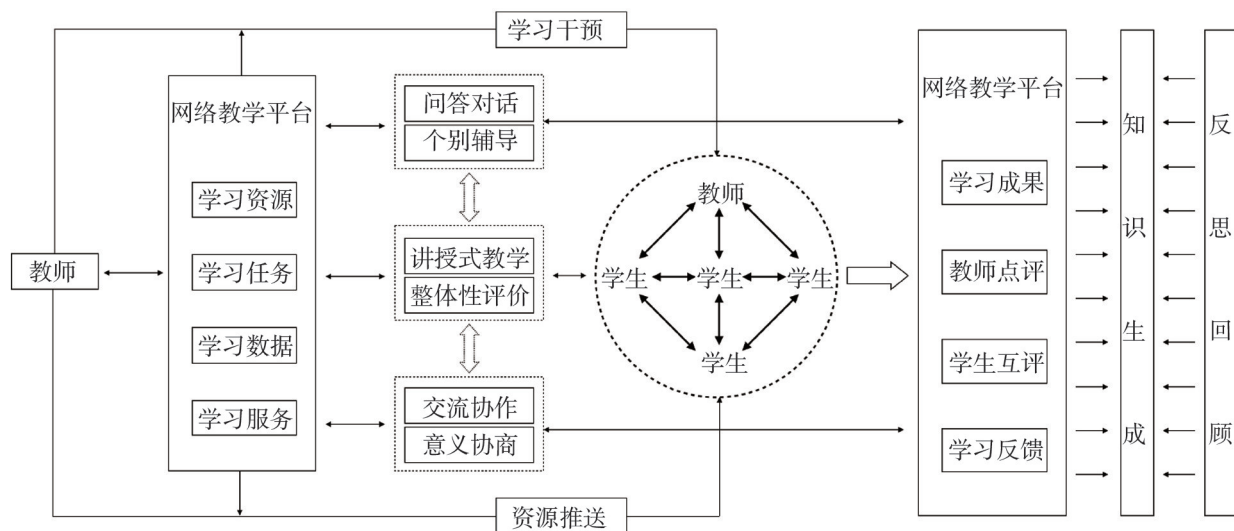 学习干预
教师
网络教学平台
学习资源
学习任务
学习数据
学习服务
问答对话
个别辅导
讲授式教学
整体性评价
交流协作
意义协商
教师
学生
学生
学生
学生
资源推送
网络教学平台
学习成果
教师点评
学生互评
学习反馈
知识生成
反思回顾